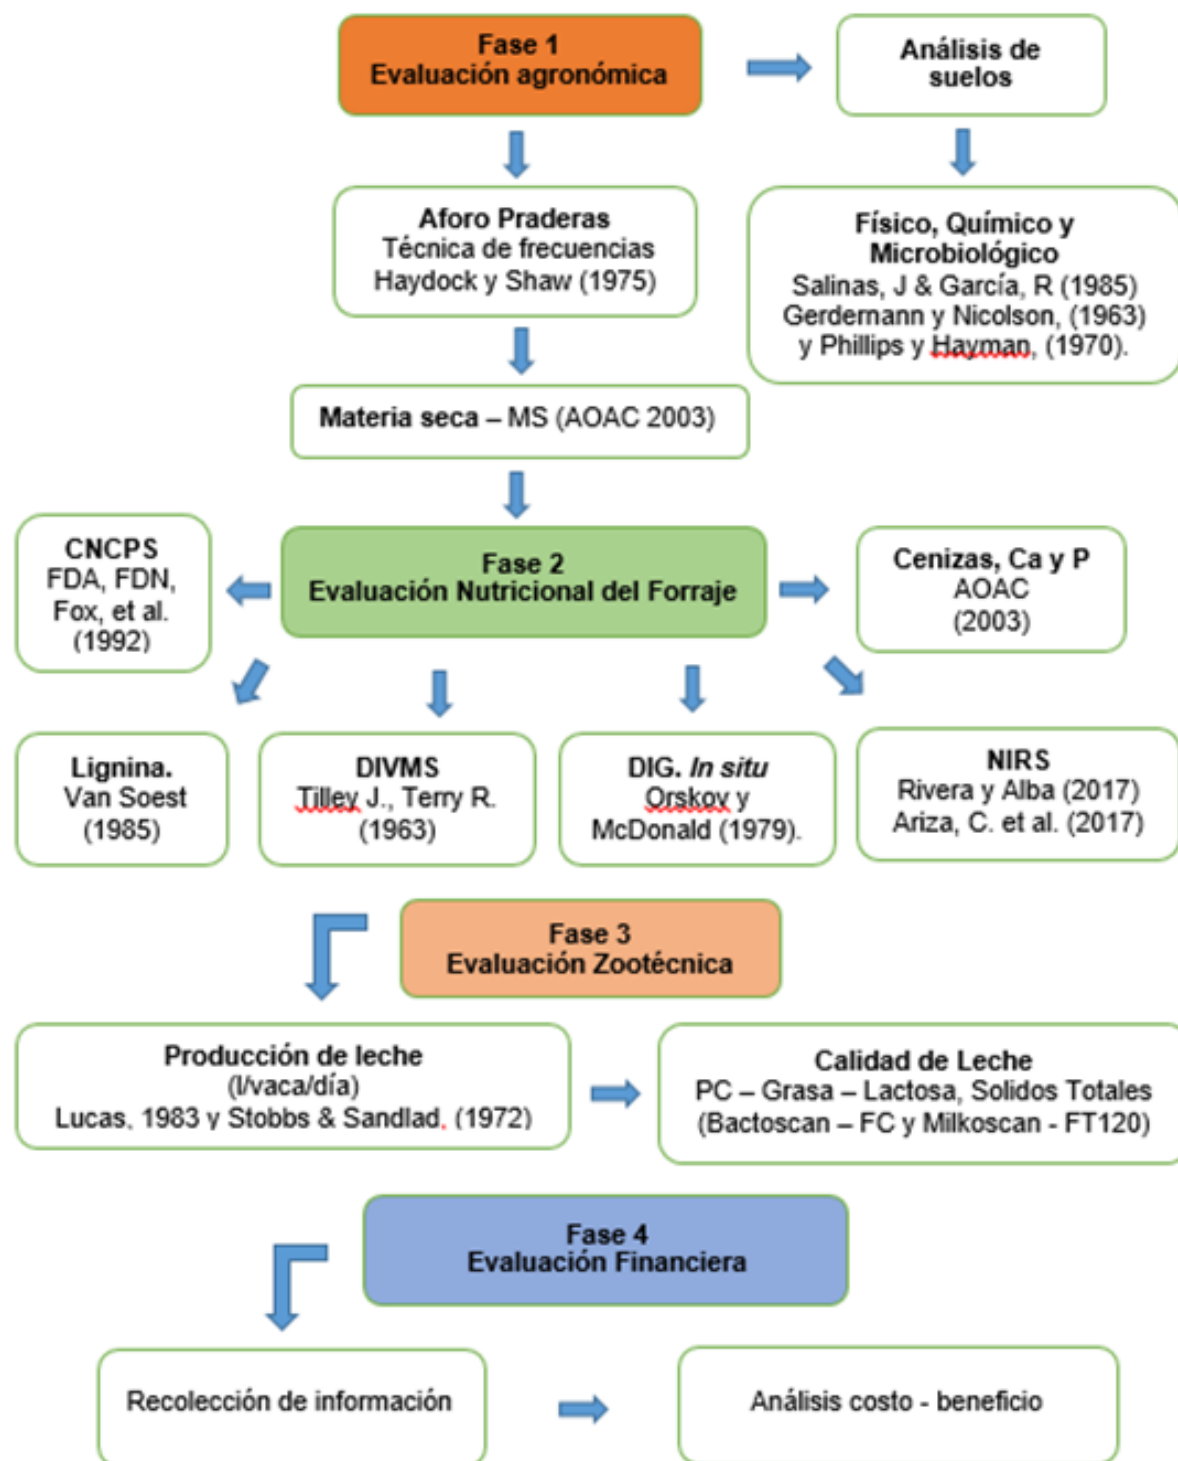 Fase 1
Evaluación agronómica
Análisis de
suelos
Aforo Praderas
Técnica de frecuencias
Haydock y Shaw (1975)
Físico, Químico y
Microbiológico
Salinas, J & García, R (1985)
Gerdemann y Nicolson, (1963)
y Phillips y Hayman, (1970).
Materia seca – MS (AOAC 2003)
CNCPS
FDA, FDN,
Fox, et al.
(1992)
Fase 2
Evaluación Nutricional del Forraje
Cenizas, Ca y P
AOAC
(2003)
Lignina.
Van Soest
(1985)
DIVMS
Tilley J., Terry R.
(1963)
DIG. In situ
Orskov y
McDonald (1979).
NIRS
Rivera y Alba (2017)
Ariza, C. et al. (2017)
Fase 3
Evaluación Zootécnica
Producción de leche
(l/vaca/día)
Lucas, 1983 y Stobbs & Sandlad, (1972)
Calidad de Leche
PC – Grasa – Lactosa, Solidos Totales
(Bactoscan – FC y Milkoscan - FT120)
Fase 4
Evaluación Financiera
Recolección de información
Análisis costo - beneficio